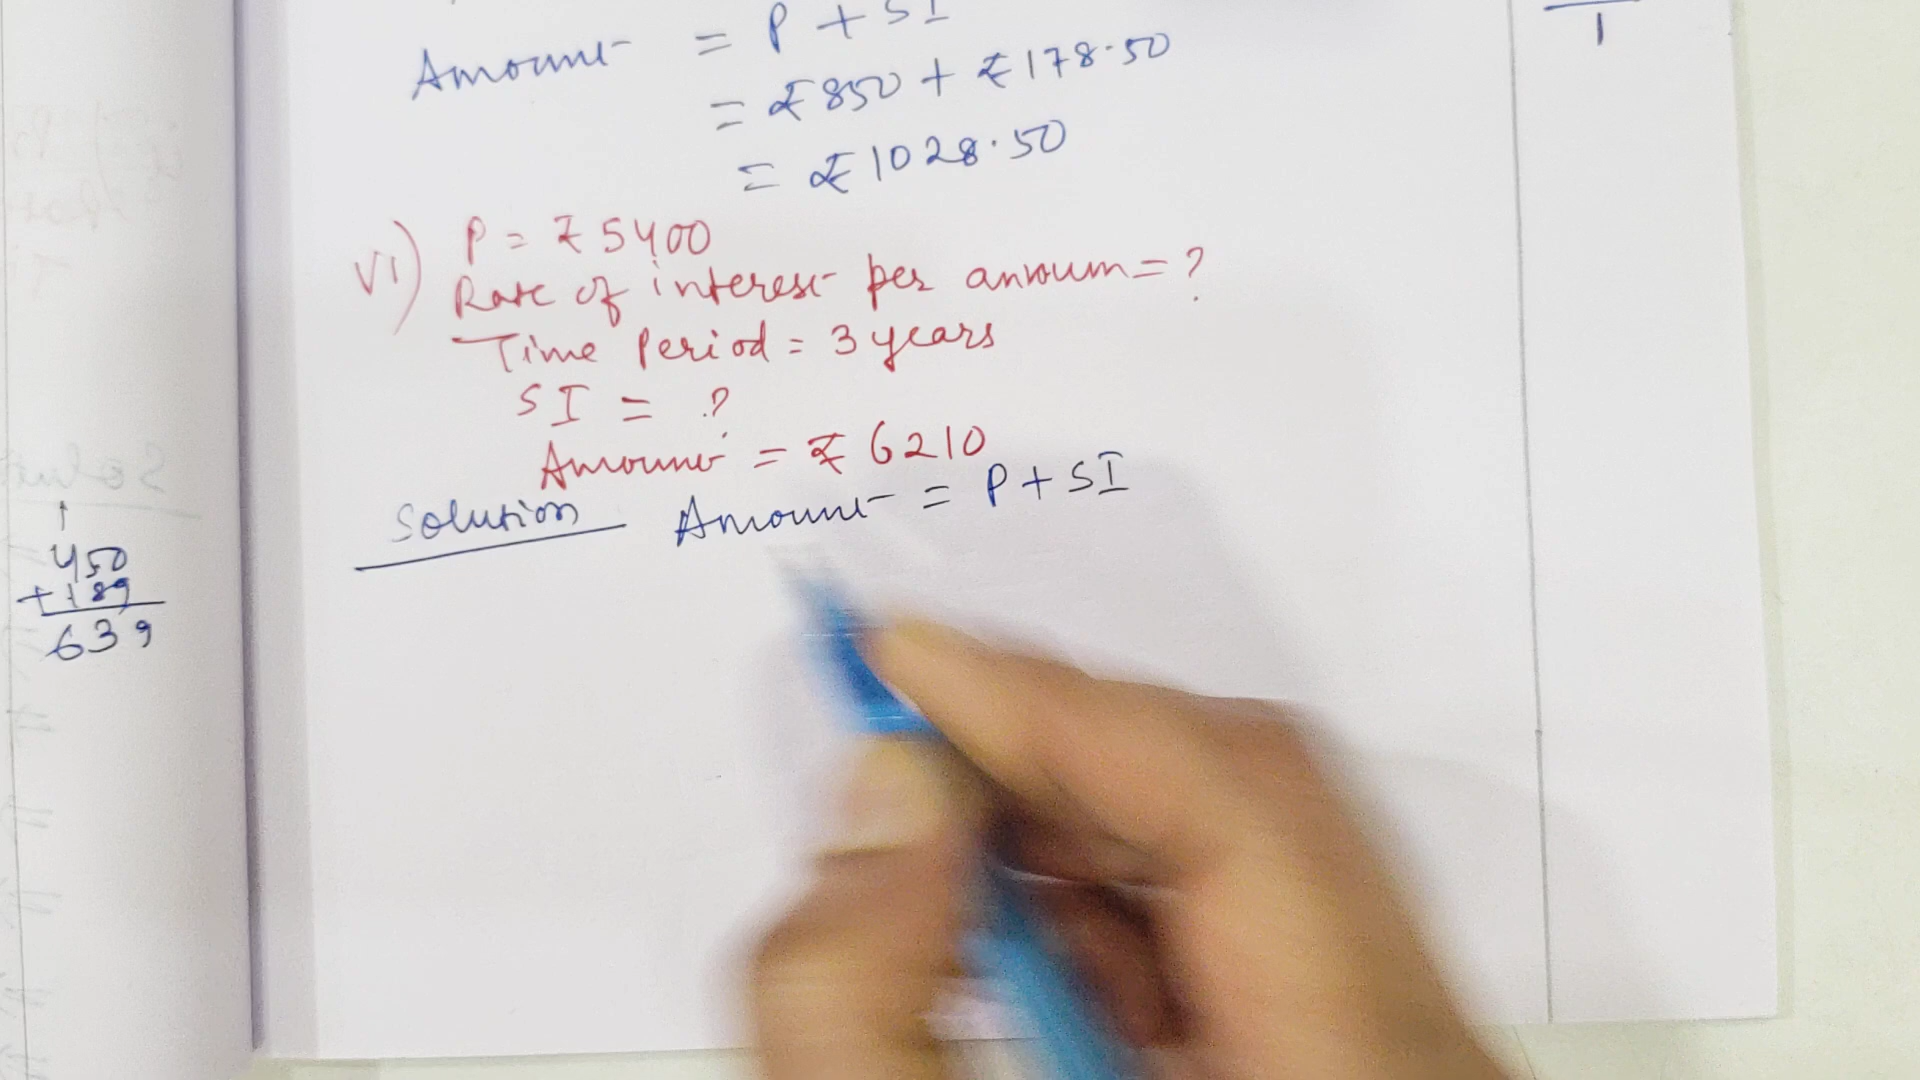 Amount = P + SI
= ₹850 + ₹178.50
= ₹1028.50
VI) P = ₹5400
Rate of interest per annum = ?
Time Period = 3 years
SI = ?
Amount = ₹6210
Solution Amount = P + SI
450
+189
639
1